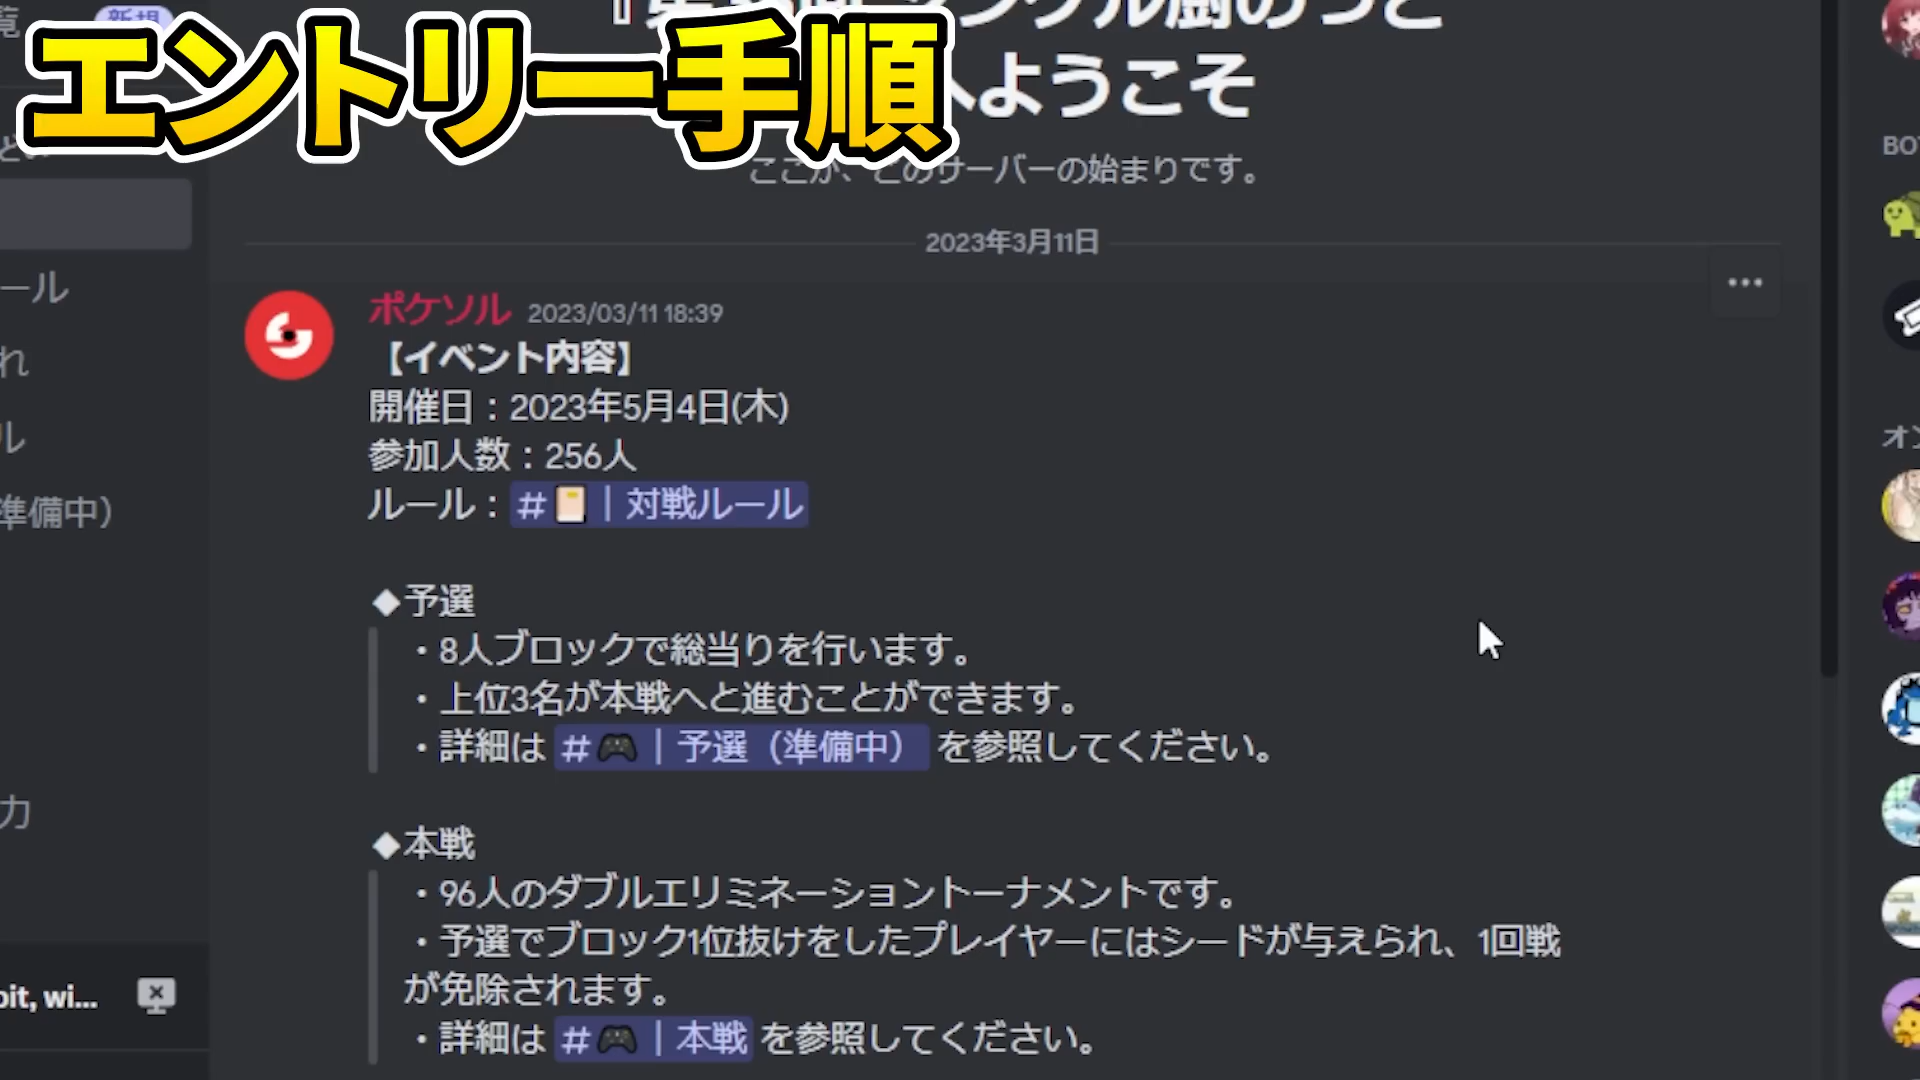 新規
エントリー手順
へようこそ
ここが、このサーバーの始まりです。
2023年3月11日
ポケソル 2023/03/11 18:39
【イベント内容】
開催日：2023年5月4日(木)
参加人数：256人
ルール： #📔｜対戦ルール
◆予選
・8人ブロックで総当りを行います。
・上位3名が本戦へと進むことができます。
・詳細は #🎮｜予選（準備中） を参照してください。
◆本戦
・96人のダブルエリミネーショントーナメントです。
・予選でブロック1位抜けをしたプレイヤーにはシードが与えられ、1回戦
が免除されます。
・詳細は #🎮｜本戦 を参照してください。
ール
れ
ル
準備中）
力
bit, wi...
BOT
オン